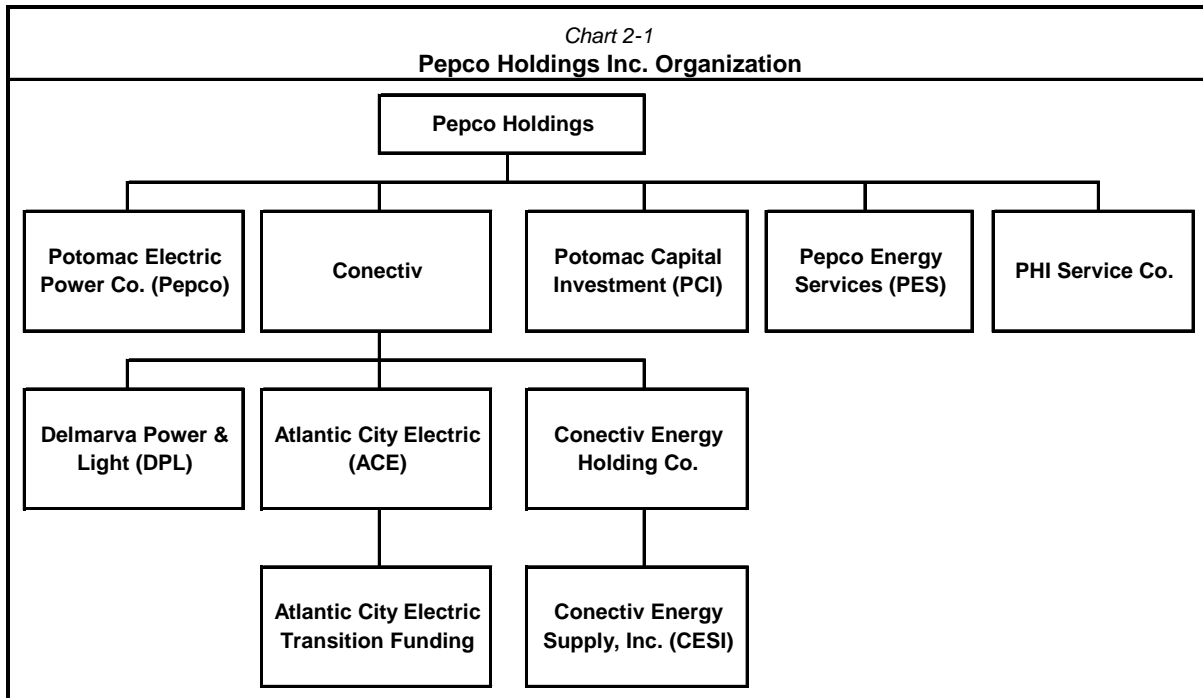 Chart 2-1
Pepco Holdings Inc. Organization
Pepco Holdings
Potomac Electric
Power Co. (Pepco)
Conectiv
Potomac Capital
Investment (PCI)
Pepco Energy
Services (PES)
PHI Service Co.
Delmarva Power &
Light (DPL)
Atlantic City Electric
(ACE)
Conectiv Energy
Holding Co.
Atlantic City Electric
Transition Funding
Conectiv Energy
Supply, Inc. (CESI)